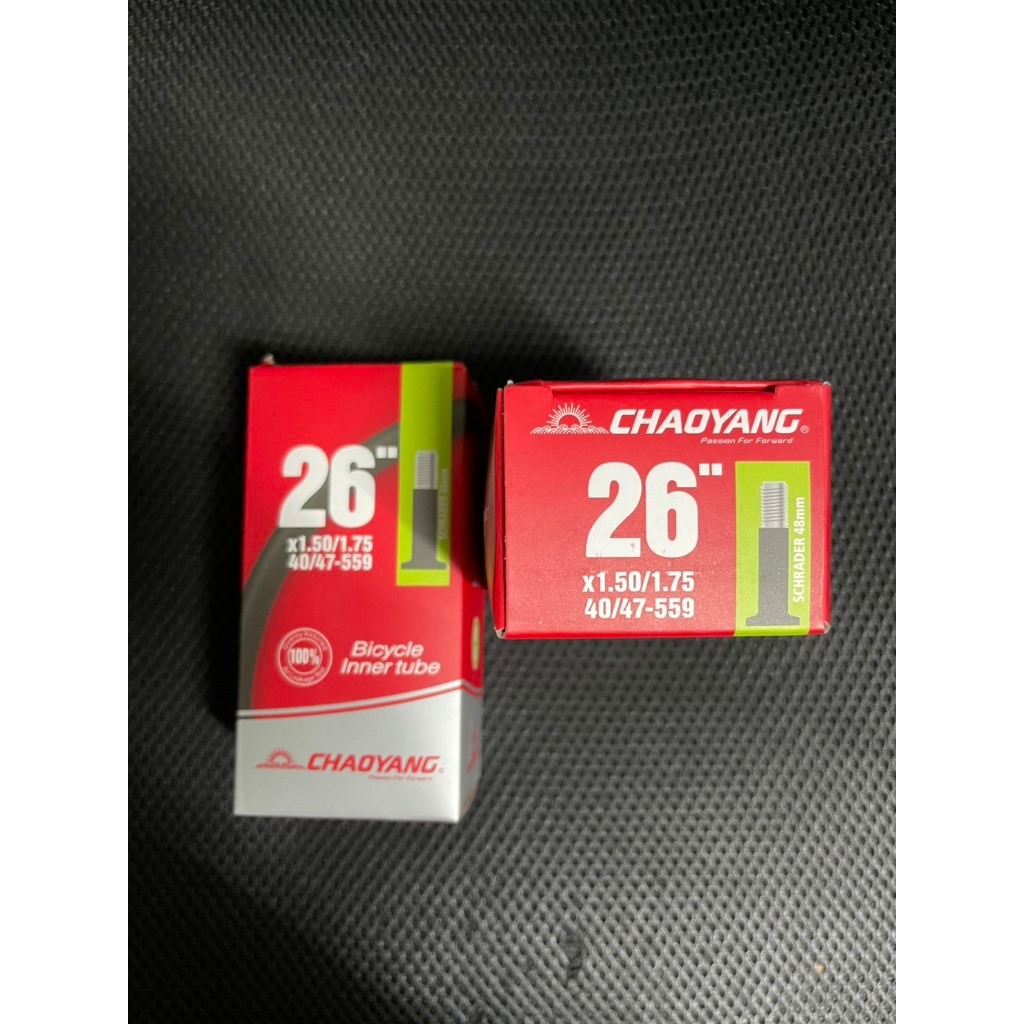 26"
x1.50/1.75
40/47-559
100%
Bicycle
Inner tube
CHAOYANG®
Passion For Forward
CHAOYANG®
Passion For Forward
26"
x1.50/1.75
40/47-559
SCHRADER 48mm